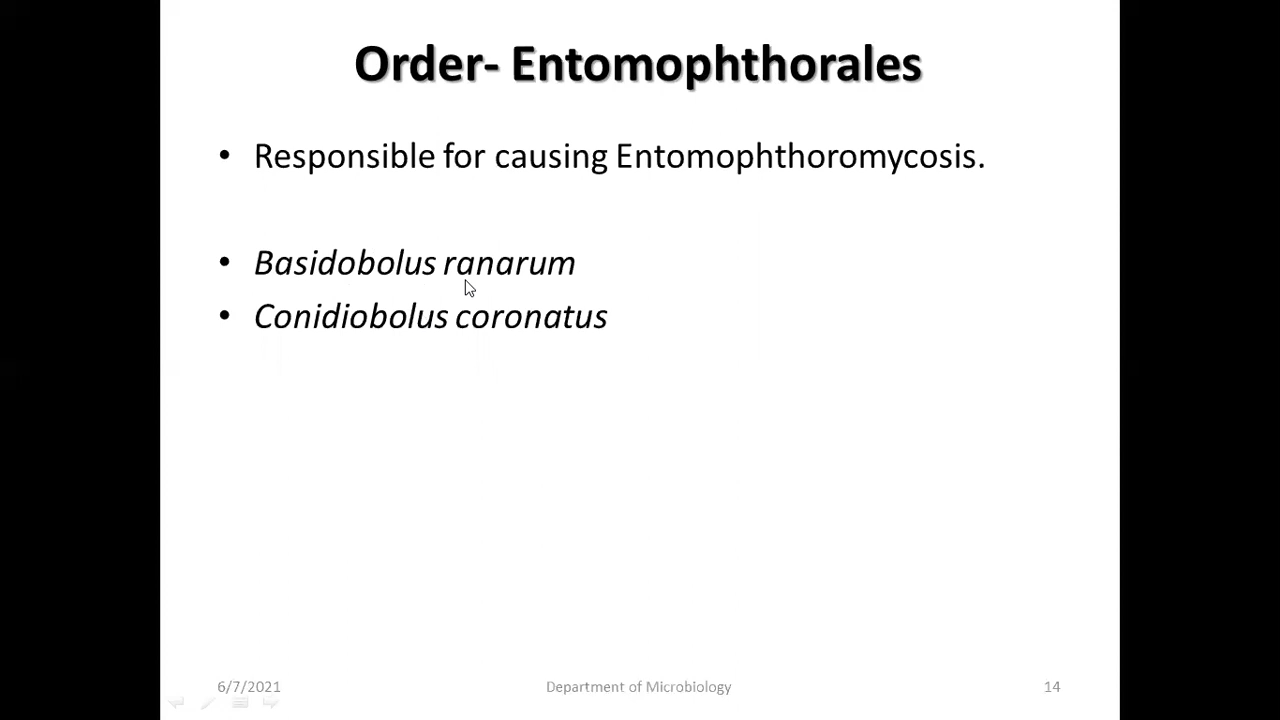 Order- Entomophthorales
• Responsible for causing Entomophthoromycosis.
• Basidobolus ranarum
• Conidiobolus coronatus
6/7/2021 Department of Microbiology 14